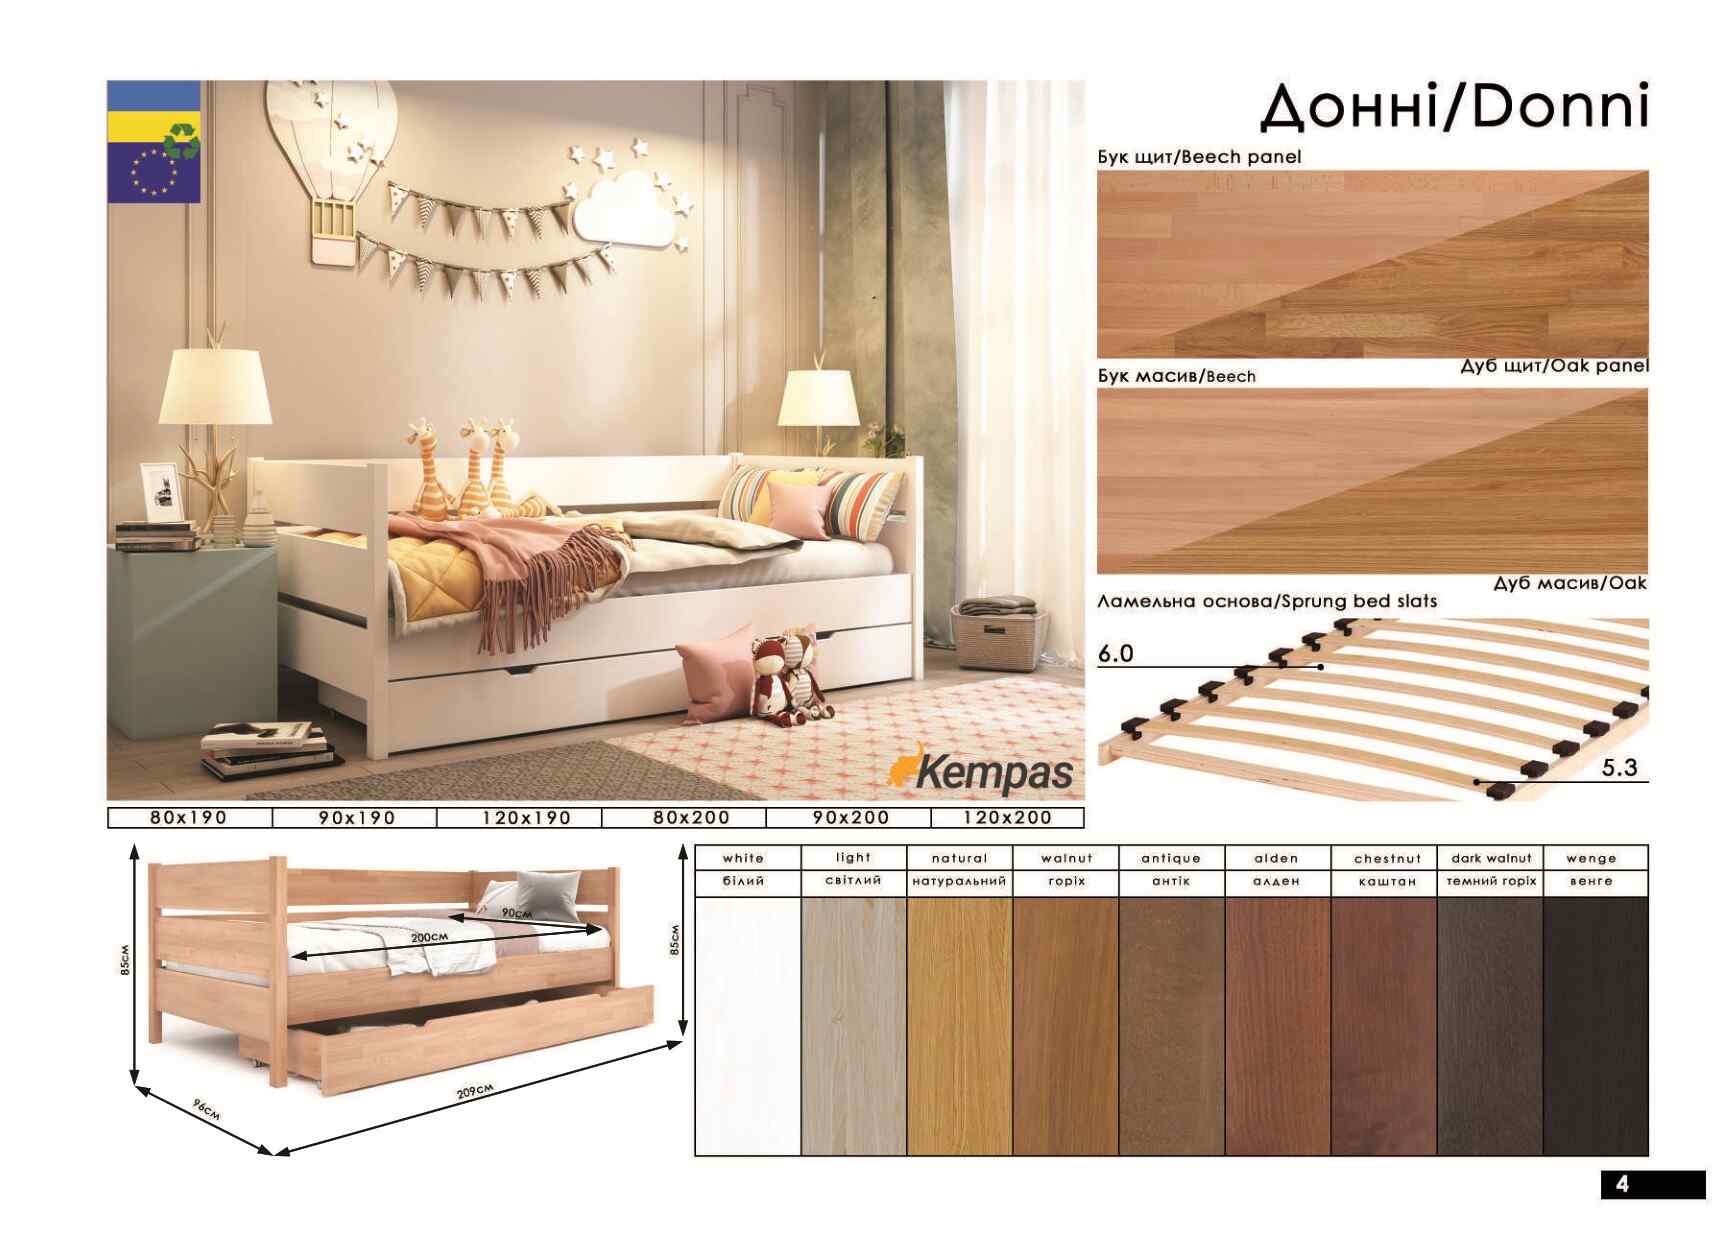 Донні/Donni
Бук щит/Beech panel
Дуб щит/Oak panel
Бук масив/Beech
Дуб масив/Oak
Ламельна основа/Sprung bed slats
6.0
5.3
Kempas
80x190 90x190 120x190 80x200 90x200 120x200
85см
90см
200см
85см
96см
209см
white light natural walnut antique alden chestnut dark walnut wenge
білий світлий натуральний горіх антік алден каштан темний горіх венге
4